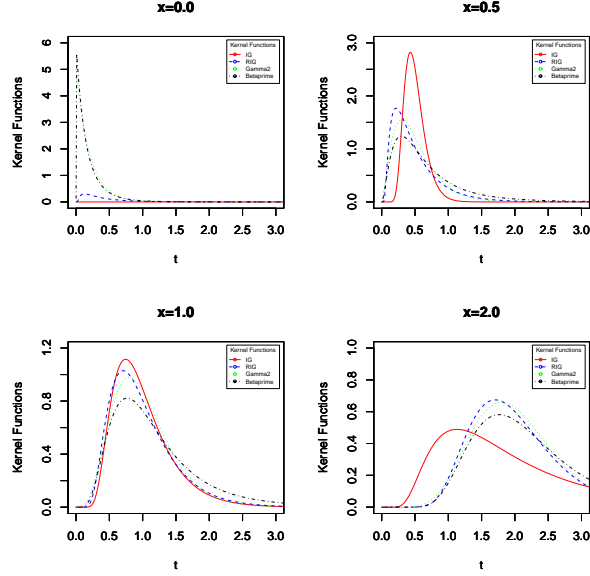 x=0.0
Kernel Functions
6
5
4
3
2
1
0
Kernel Functions
IG
RIG
Gamma2
Betaprime
0.0 0.5 1.0 1.5 2.0 2.5 3.0
t
x=0.5
Kernel Functions
3.0
2.0
1.0
0.0
Kernel Functions
IG
RIG
Gamma2
Betaprime
0.0 0.5 1.0 1.5 2.0 2.5 3.0
t
x=1.0
Kernel Functions
1.2
0.8
0.4
0.0
Kernel Functions
IG
RIG
Gamma2
Betaprime
0.0 0.5 1.0 1.5 2.0 2.5 3.0
t
x=2.0
Kernel Functions
1.0
0.8
0.6
0.4
0.2
0.0
Kernel Functions
IG
RIG
Gamma2
Betaprime
0.0 0.5 1.0 1.5 2.0 2.5 3.0
t